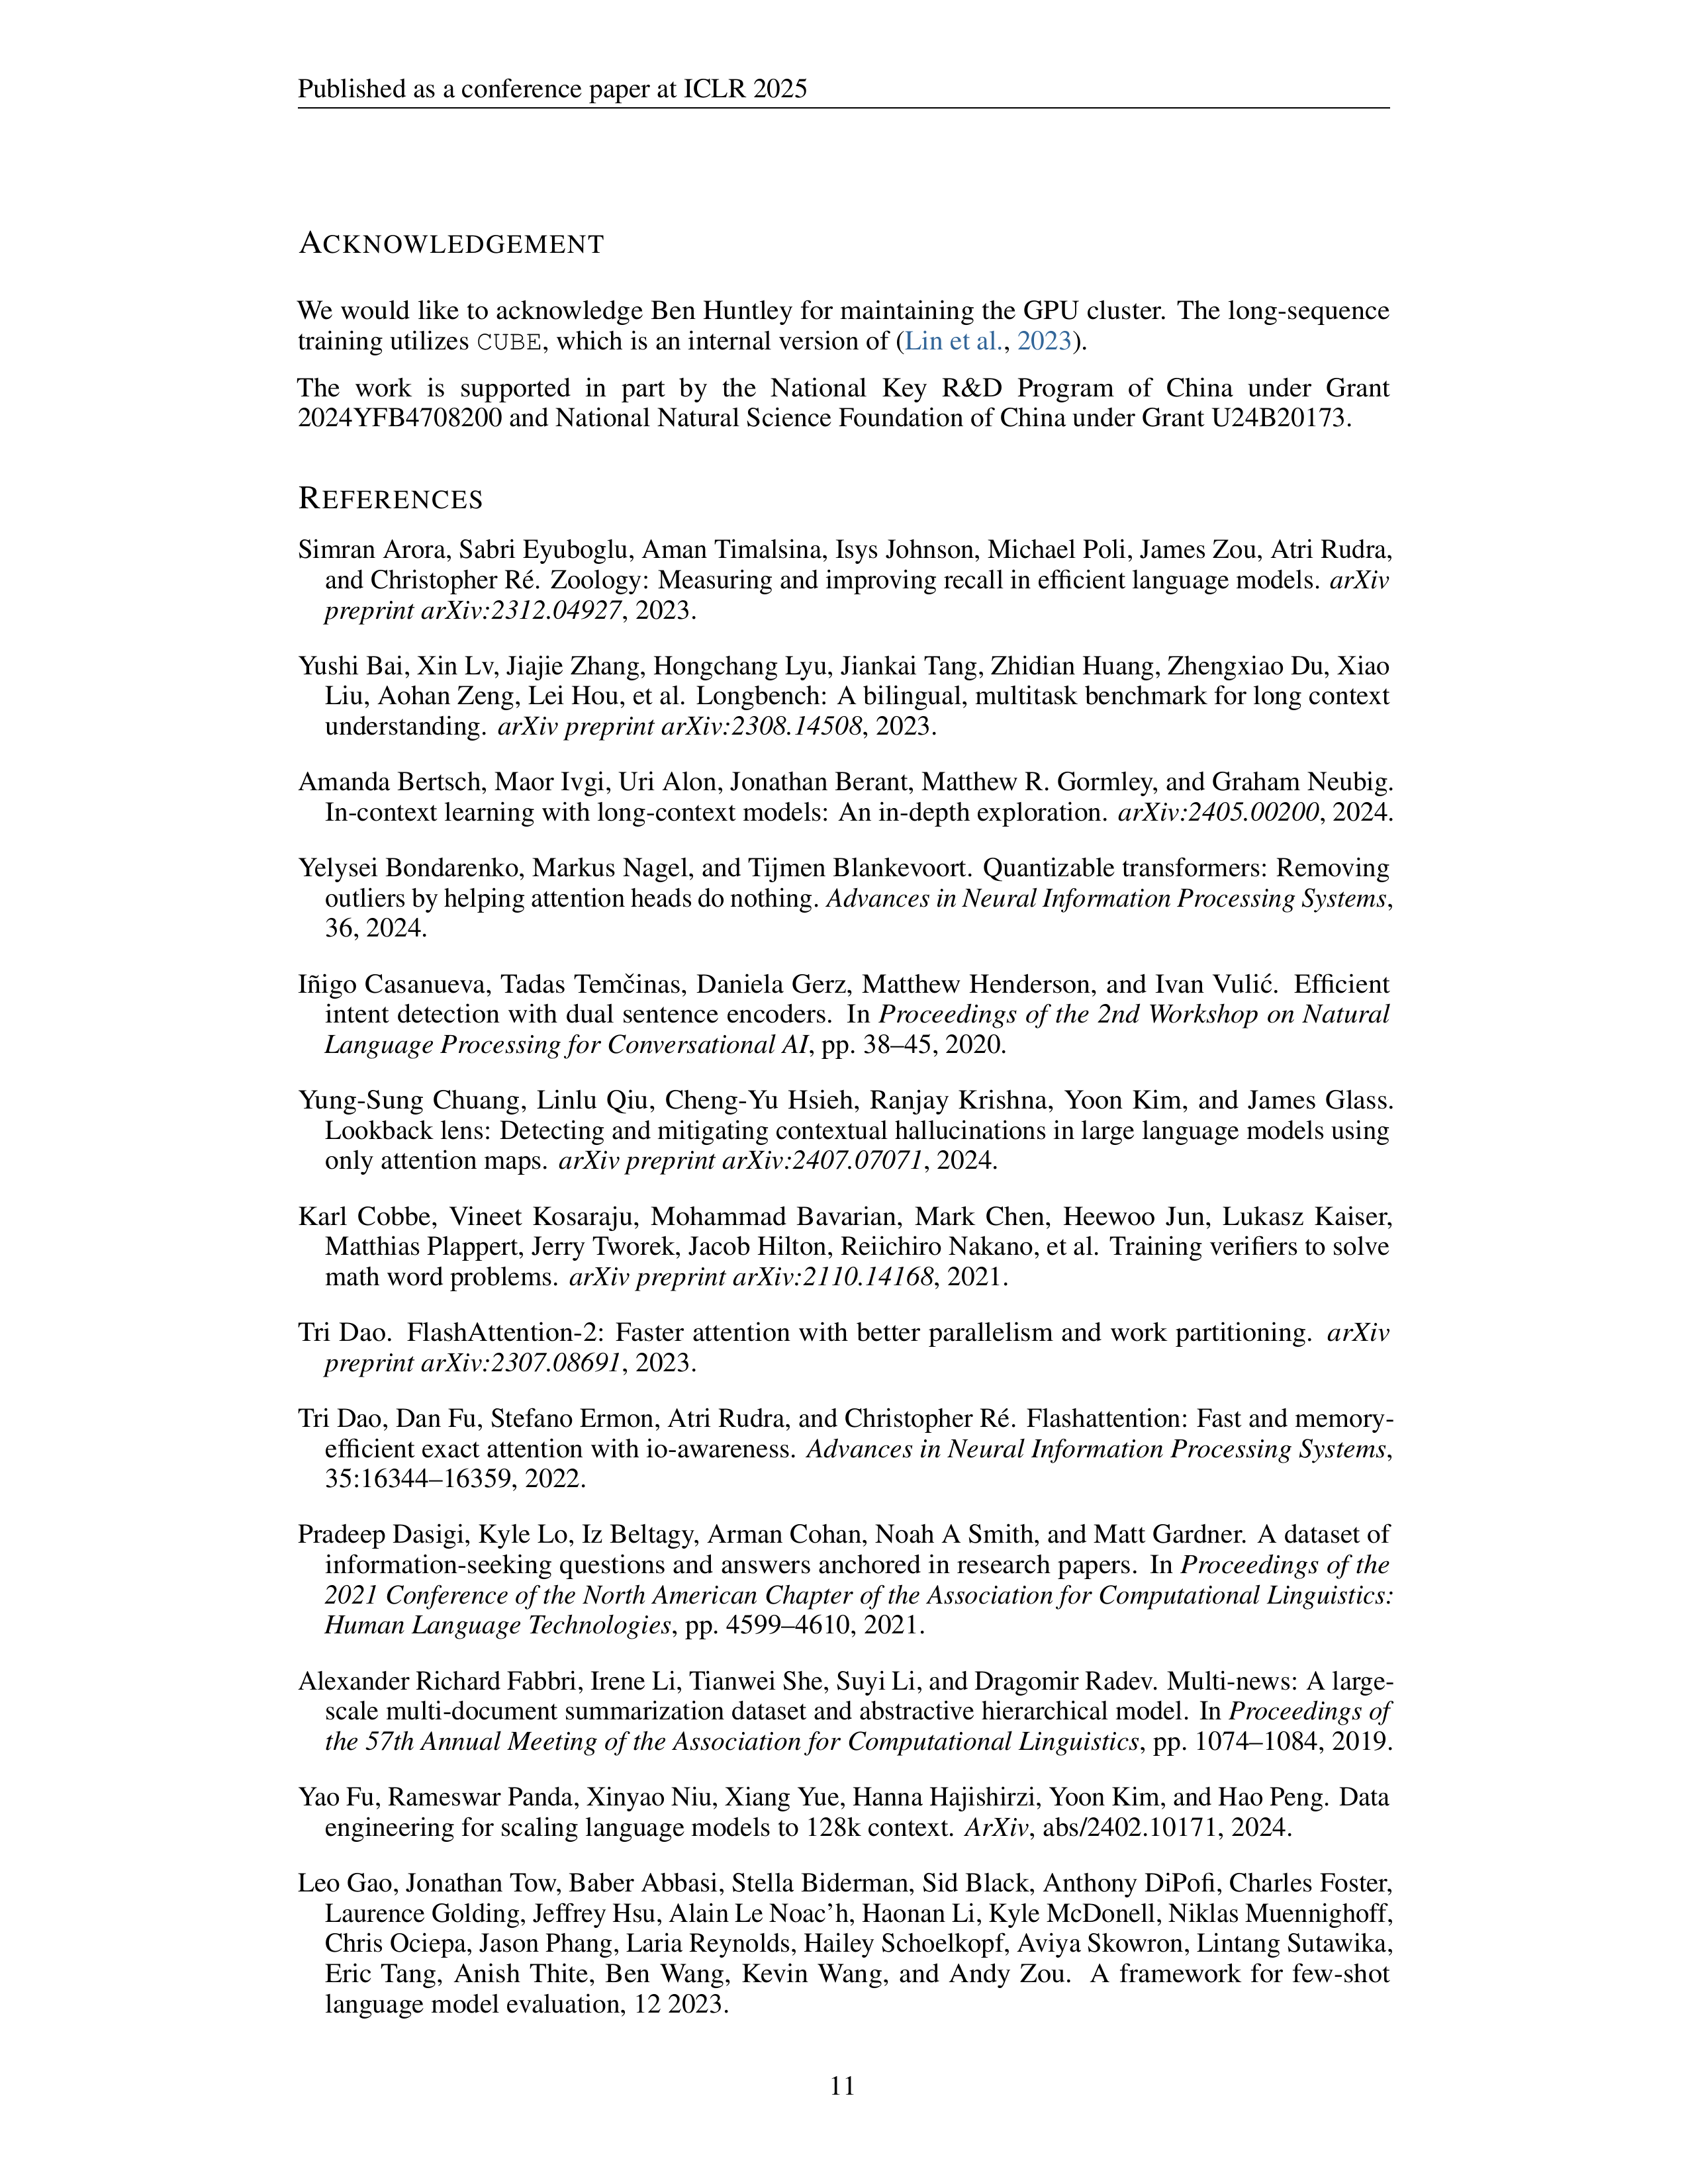 Published as a conference paper at ICLR 2025
ACKNOWLEDGEMENT
We would like to acknowledge Ben Huntley for maintaining the GPU cluster. The long-sequence
training utilizes CUBE, which is an internal version of (Lin et al., 2023).
The work is supported in part by the National Key R&D Program of China under Grant
2024YFB4708200 and National Natural Science Foundation of China under Grant U24B20173.
REFERENCES
Simran Arora, Sabri Eyuboglu, Aman Timalsina, Isys Johnson, Michael Poli, James Zou, Atri Rudra,
and Christopher Ré. Zoology: Measuring and improving recall in efficient language models. arXiv
preprint arXiv:2312.04927, 2023.
Yushi Bai, Xin Lv, Jiajie Zhang, Hongchang Lyu, Jiankai Tang, Zhidian Huang, Zhengxiao Du, Xiao
Liu, Aohan Zeng, Lei Hou, et al. Longbench: A bilingual, multitask benchmark for long context
understanding. arXiv preprint arXiv:2308.14508, 2023.
Amanda Bertsch, Maor Ivgi, Uri Alon, Jonathan Berant, Matthew R. Gormley, and Graham Neubig.
In-context learning with long-context models: An in-depth exploration. arXiv:2405.00200, 2024.
Yelysei Bondarenko, Markus Nagel, and Tijmen Blankevoort. Quantizable transformers: Removing
outliers by helping attention heads do nothing. Advances in Neural Information Processing Systems,
36, 2024.
Iñigo Casanueva, Tadas Temčinas, Daniela Gerz, Matthew Henderson, and Ivan Vulić. Efficient
intent detection with dual sentence encoders. In Proceedings of the 2nd Workshop on Natural
Language Processing for Conversational AI, pp. 38–45, 2020.
Yung-Sung Chuang, Linlu Qiu, Cheng-Yu Hsieh, Ranjay Krishna, Yoon Kim, and James Glass.
Lookback lens: Detecting and mitigating contextual hallucinations in large language models using
only attention maps. arXiv preprint arXiv:2407.07071, 2024.
Karl Cobbe, Vineet Kosaraju, Mohammad Bavarian, Mark Chen, Heewoo Jun, Lukasz Kaiser,
Matthias Plappert, Jerry Tworek, Jacob Hilton, Reiichiro Nakano, et al. Training verifiers to solve
math word problems. arXiv preprint arXiv:2110.14168, 2021.
Tri Dao. FlashAttention-2: Faster attention with better parallelism and work partitioning. arXiv
preprint arXiv:2307.08691, 2023.
Tri Dao, Dan Fu, Stefano Ermon, Atri Rudra, and Christopher Ré. Flashattention: Fast and memory-
efficient exact attention with io-awareness. Advances in Neural Information Processing Systems,
35:16344–16359, 2022.
Pradeep Dasigi, Kyle Lo, Iz Beltagy, Arman Cohan, Noah A Smith, and Matt Gardner. A dataset of
information-seeking questions and answers anchored in research papers. In Proceedings of the
2021 Conference of the North American Chapter of the Association for Computational Linguistics:
Human Language Technologies, pp. 4599–4610, 2021.
Alexander Richard Fabbri, Irene Li, Tianwei She, Suyi Li, and Dragomir Radev. Multi-news: A large-
scale multi-document summarization dataset and abstractive hierarchical model. In Proceedings of
the 57th Annual Meeting of the Association for Computational Linguistics, pp. 1074–1084, 2019.
Yao Fu, Rameswar Panda, Xinyao Niu, Xiang Yue, Hanna Hajishirzi, Yoon Kim, and Hao Peng. Data
engineering for scaling language models to 128k context. ArXiv, abs/2402.10171, 2024.
Leo Gao, Jonathan Tow, Baber Abbasi, Stella Biderman, Sid Black, Anthony DiPofi, Charles Foster,
Laurence Golding, Jeffrey Hsu, Alain Le Noac'h, Haonan Li, Kyle McDonell, Niklas Muennighoff,
Chris Ociepa, Jason Phang, Laria Reynolds, Hailey Schoelkopf, Aviya Skowron, Lintang Sutawika,
Eric Tang, Anish Thite, Ben Wang, Kevin Wang, and Andy Zou. A framework for few-shot
language model evaluation, 12 2023.
11